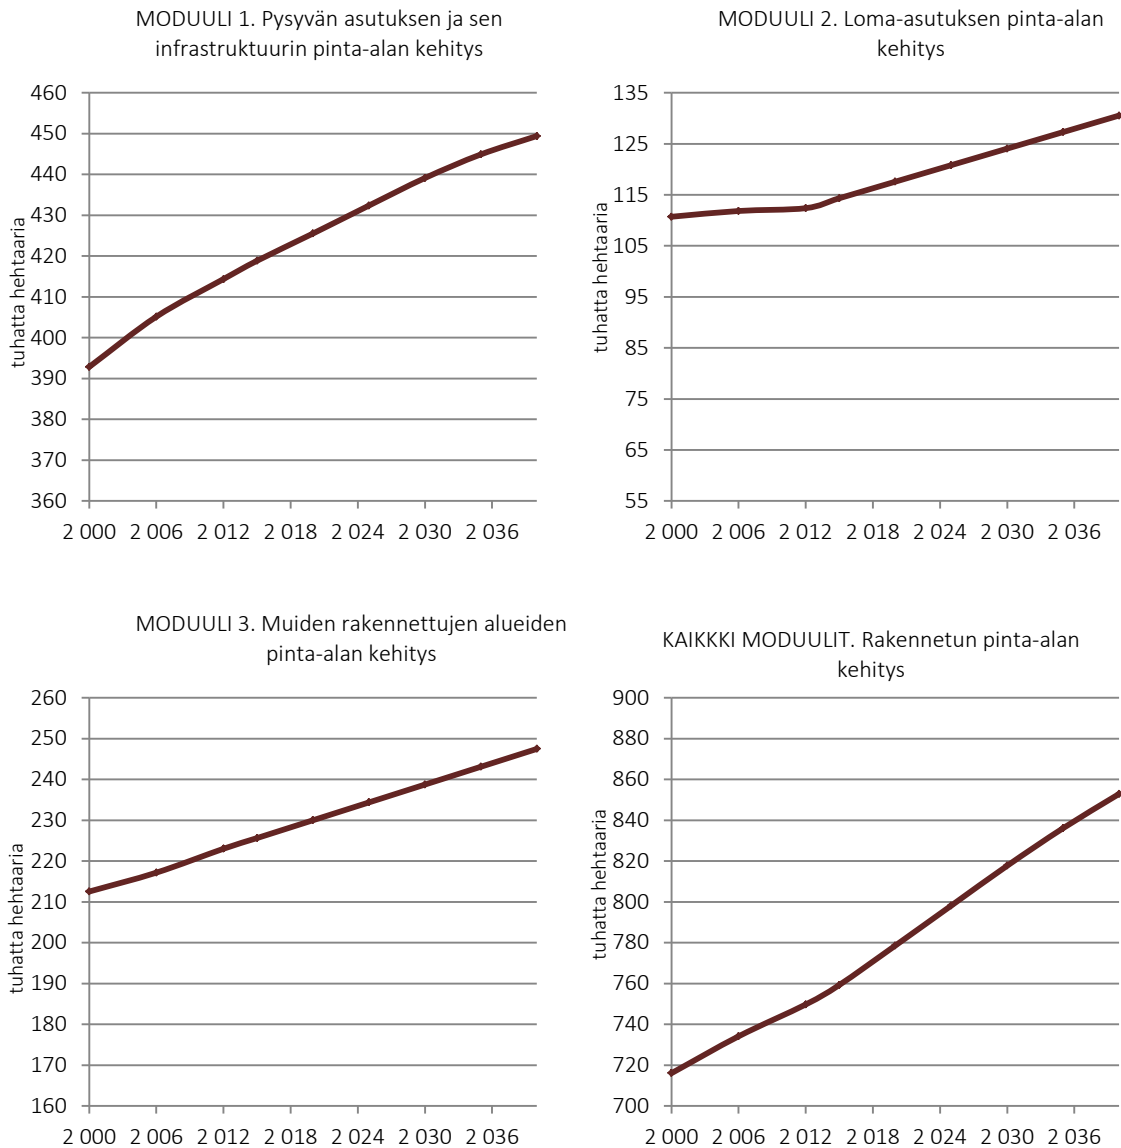 MODUULI 1. Pysyvän asutuksen ja sen
infrastruktuurin pinta-alan kehitys
tuhatta hehtaaria
460
450
440
430
420
410
400
390
380
370
360
2 000 2 006 2 012 2 018 2 024 2 030 2 036
MODUULI 2. Loma-asutuksen pinta-alan
kehitys
tuhatta hehtaaria
135
125
115
105
95
85
75
65
55
2 000 2 006 2 012 2 018 2 024 2 030 2 036
MODUULI 3. Muiden rakennettujen alueiden
pinta-alan kehitys
tuhatta hehtaaria
260
250
240
230
220
210
200
190
180
170
160
2 000 2 006 2 012 2 018 2 024 2 030 2 036
KAIKKKI MODUULIT. Rakennetun pinta-alan
kehitys
tuhatta hehtaaria
900
880
860
840
820
800
780
760
740
720
700
2 000 2 006 2 012 2 018 2 024 2 030 2 036